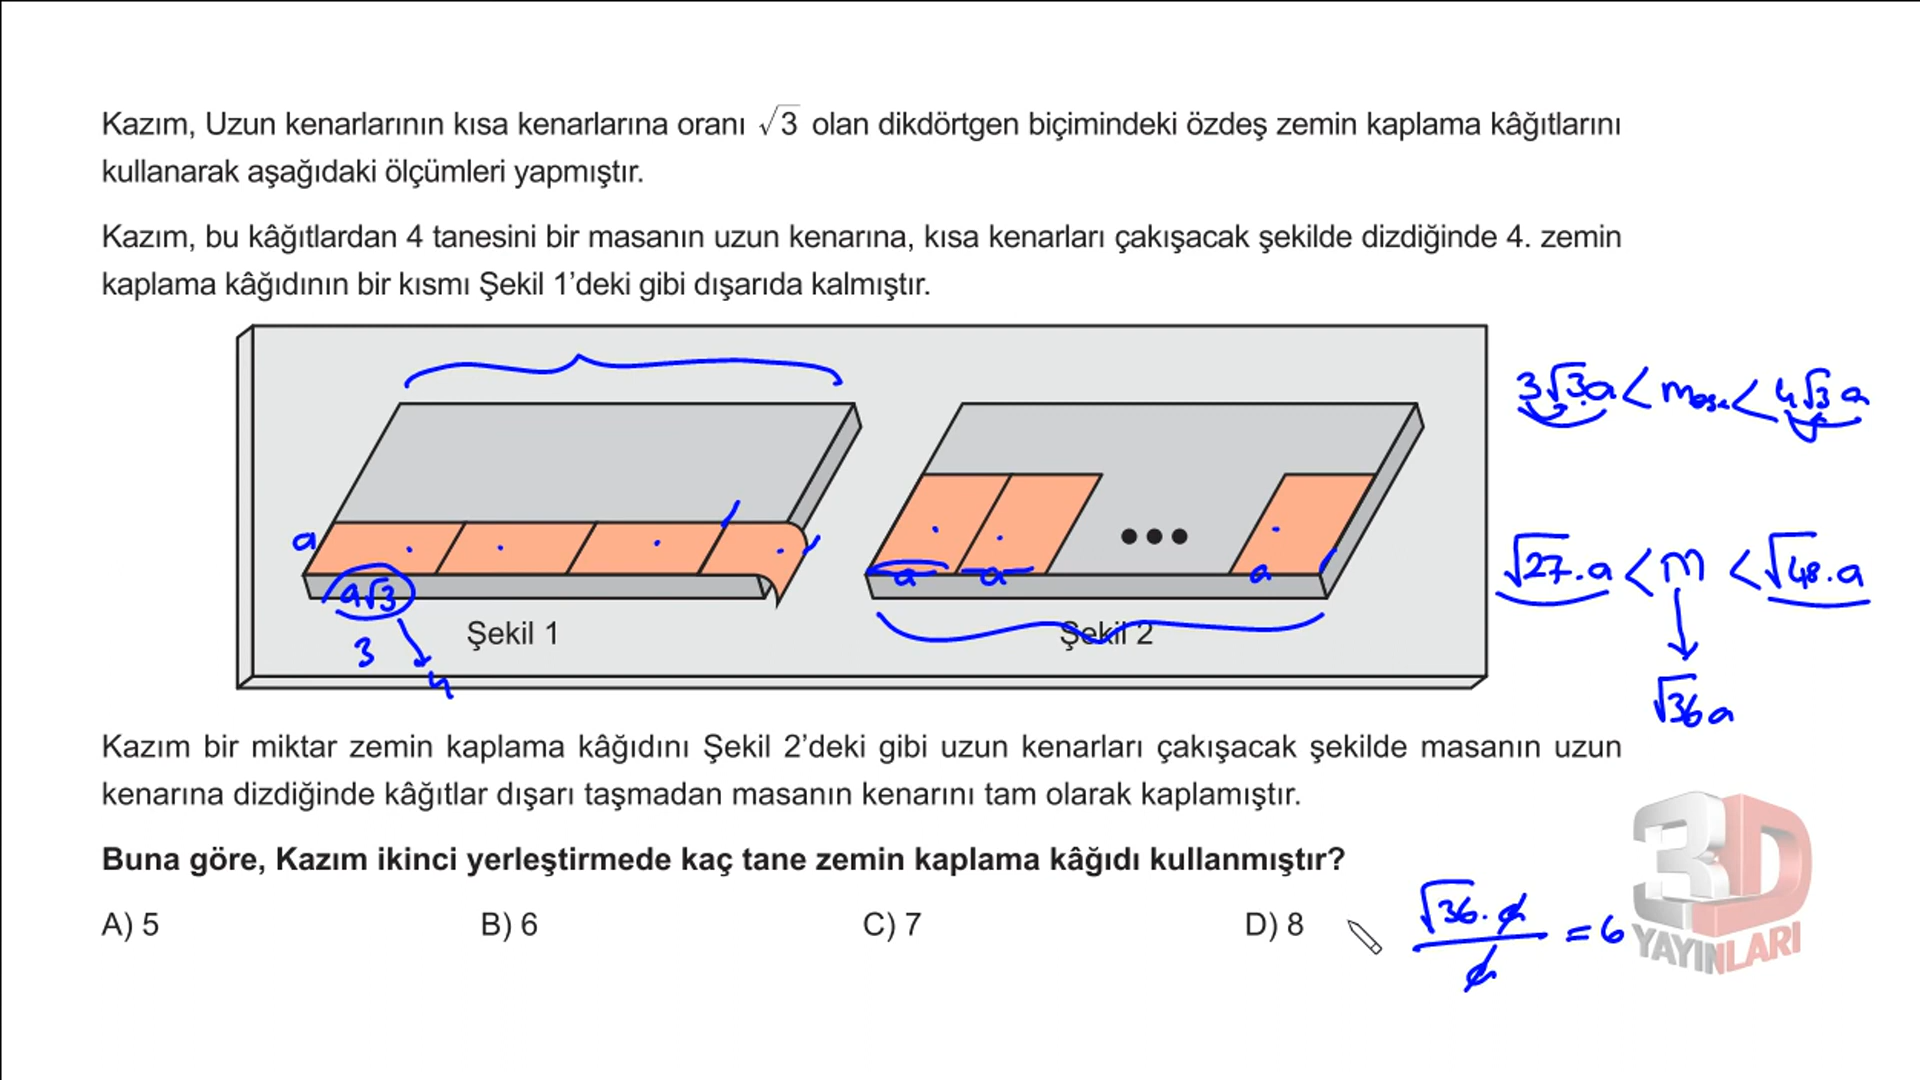 Kazım, Uzun kenarlarının kısa kenarlarına oranı √3 olan dikdörtgen biçimindeki özdeş zemin kaplama kâğıtlarını
kullanarak aşağıdaki ölçümleri yapmıştır.
Kazım, bu kâğıtlardan 4 tanesini bir masanın uzun kenarına, kısa kenarları çakışacak şekilde dizdiğinde 4. zemin
kaplama kâğıdının bir kısmı Şekil 1'deki gibi dışarıda kalmıştır.
3√3a < masa < 4√3a
a
a√3
3
4
Şekil 1
a a a
Şekil 2
√27.a < m < √48.a
√36a
Kazım bir miktar zemin kaplama kâğıdını Şekil 2'deki gibi uzun kenarları çakışacak şekilde masanın uzun
kenarına dizdiğinde kâğıtlar dışarı taşmadan masanın kenarını tam olarak kaplamıştır.
Buna göre, Kazım ikinci yerleştirmede kaç tane zemin kaplama kâğıdı kullanmıştır?
A) 5 B) 6 C) 7 D) 8
√36.a / a = 6
3D
YAYINLARI